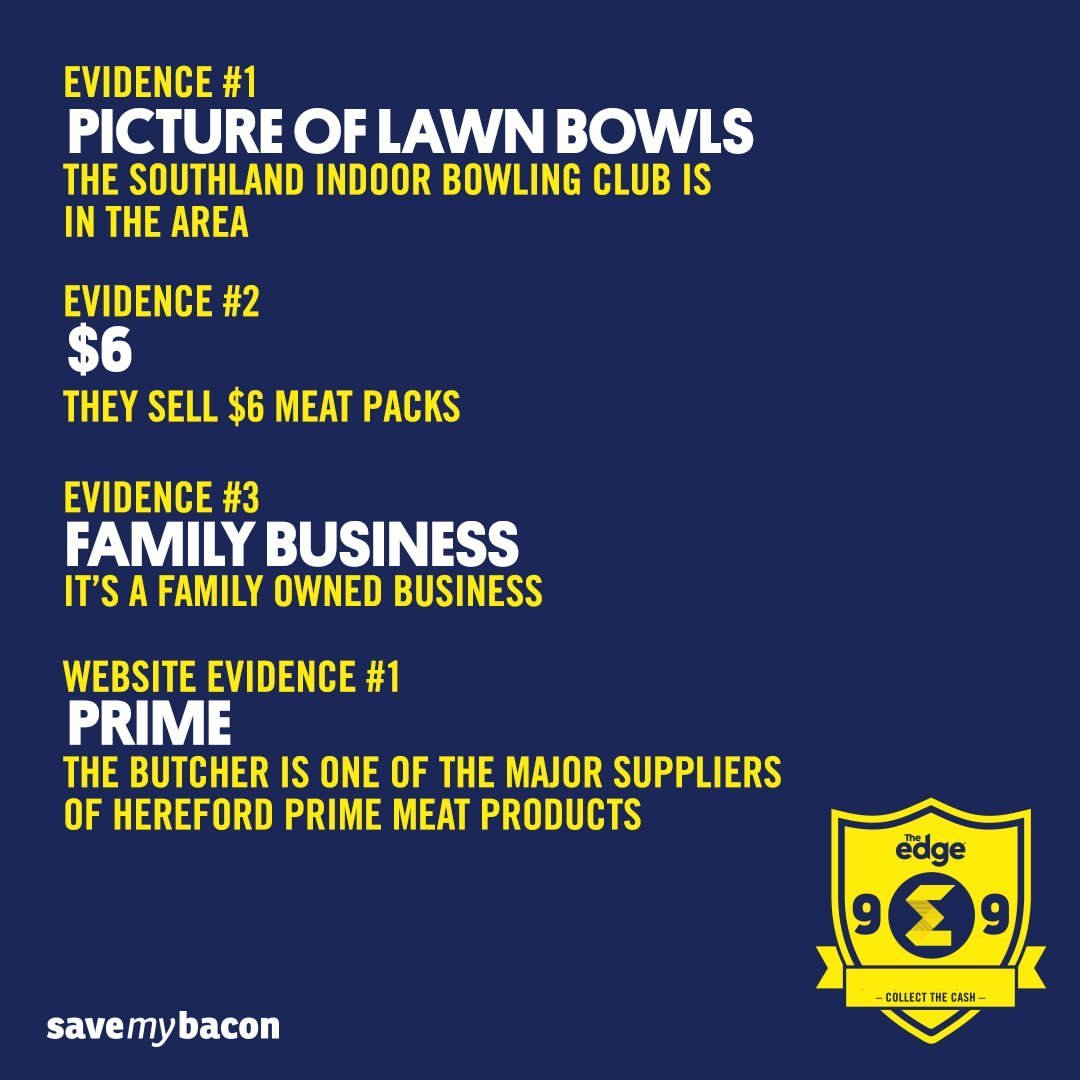 EVIDENCE #1
PICTURE OF LAWN BOWLS
THE SOUTHLAND INDOOR BOWLING CLUB IS
IN THE AREA
EVIDENCE #2
$6
THEY SELL $6 MEAT PACKS
EVIDENCE #3
FAMILY BUSINESS
IT'S A FAMILY OWNED BUSINESS
WEBSITE EVIDENCE #1
PRIME
THE BUTCHER IS ONE OF THE MAJOR SUPPLIERS
OF HEREFORD PRIME MEAT PRODUCTS
The
edge
9 9
– COLLECT THE CASH –
savemybacon